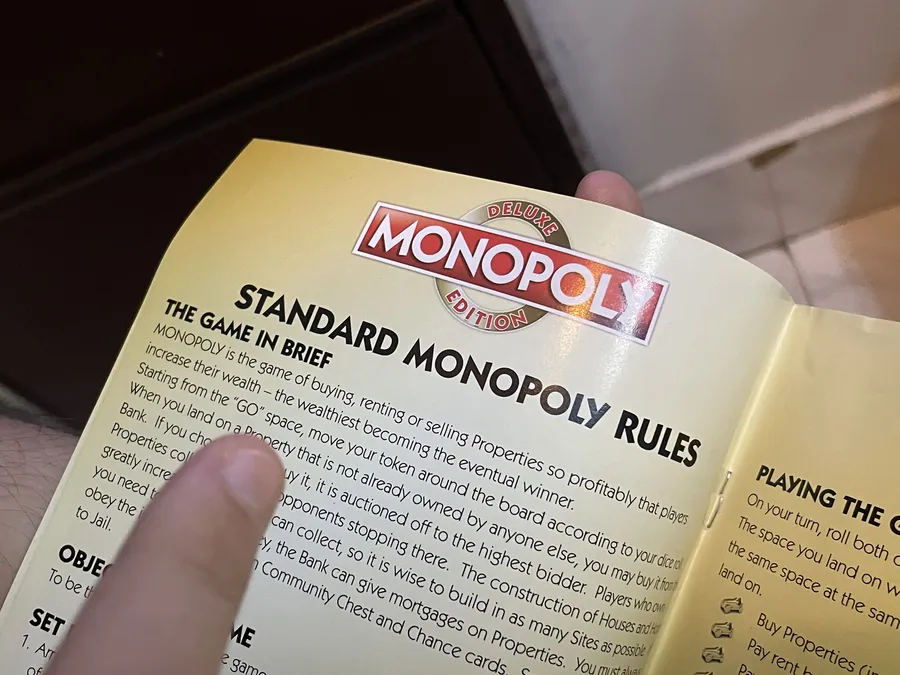 DELUXE
MONOPOLY
EDITION
STANDARD MONOPOLY RULES
THE GAME IN BRIEF
MONOPOLY is the game of buying, renting or selling Properties so profitably that players
increase their wealth – the wealthiest becoming the eventual winner.
Starting from the "GO" space, move your token around the board according to your dice roll
When you land on a Property that is not already owned by anyone else, you may buy it from
Bank. If you it, it is auctioned off to the highest bidder. Players who own
Properties opponents stopping there. The construction of Houses and
greatly can collect, so it is wise to build in as many Sites as possible
you need the Bank can give mortgages on Properties. You must always
obey the Community Chest and Chance cards.
to Jail.
To be
SET
1.
PLAYING THE
On your turn, roll both
The space you land on
the same space at the
land on.
Buy Properties
Pay rent